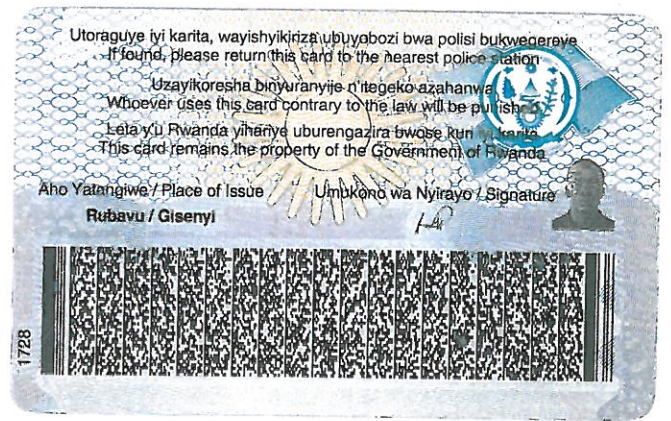 Utoraguye iyi karita, wayishyikiriza ubuyobozi bwa polisi bukwegereye
If found, please return this card to the nearest police station
Uzayikoresha binyuranyije n'itegeko azahanwa
Whoever uses this card contrary to the law will be punished
Leta y'u Rwanda yihariye uburengazira bwose kuri iyi karita
This card remains the property of the Government of Rwanda
Aho Yatangiwe / Place of Issue Umukono wa Nyirayo / Signature
Rubavu / Gisenyi
1728